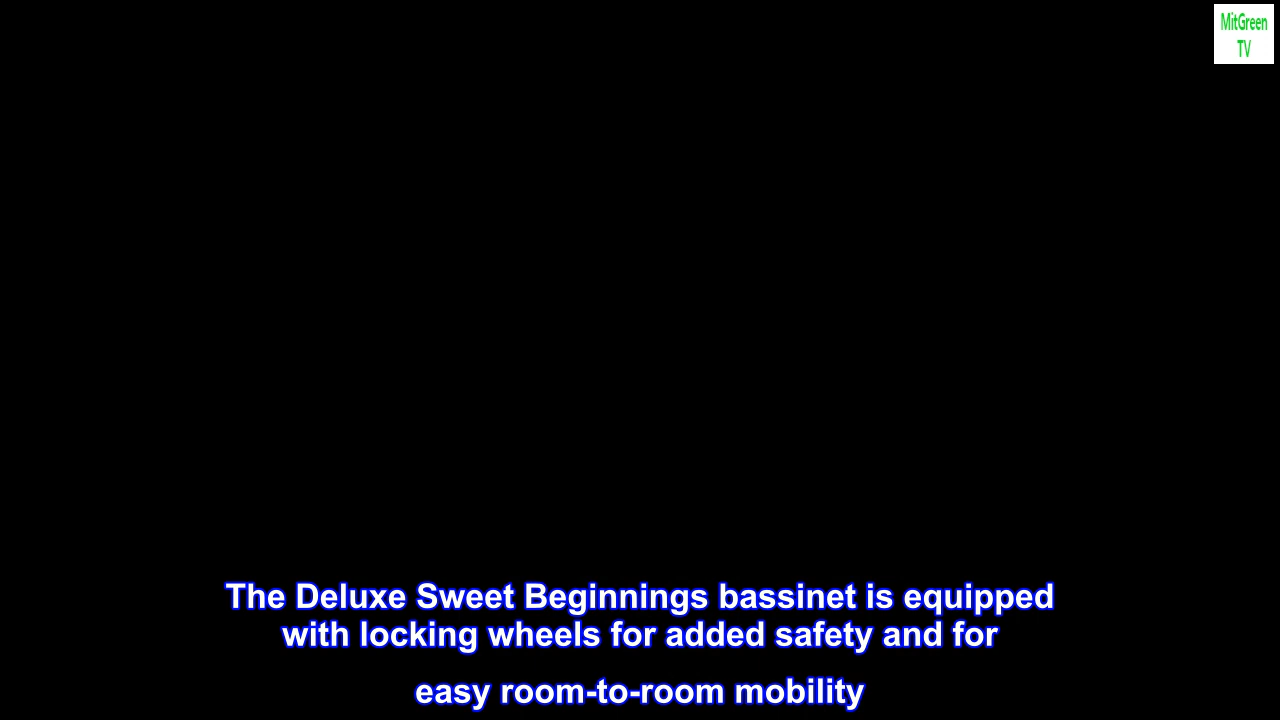 MitGreen
TV
The Deluxe Sweet Beginnings bassinet is equipped
with locking wheels for added safety and for
easy room-to-room mobility